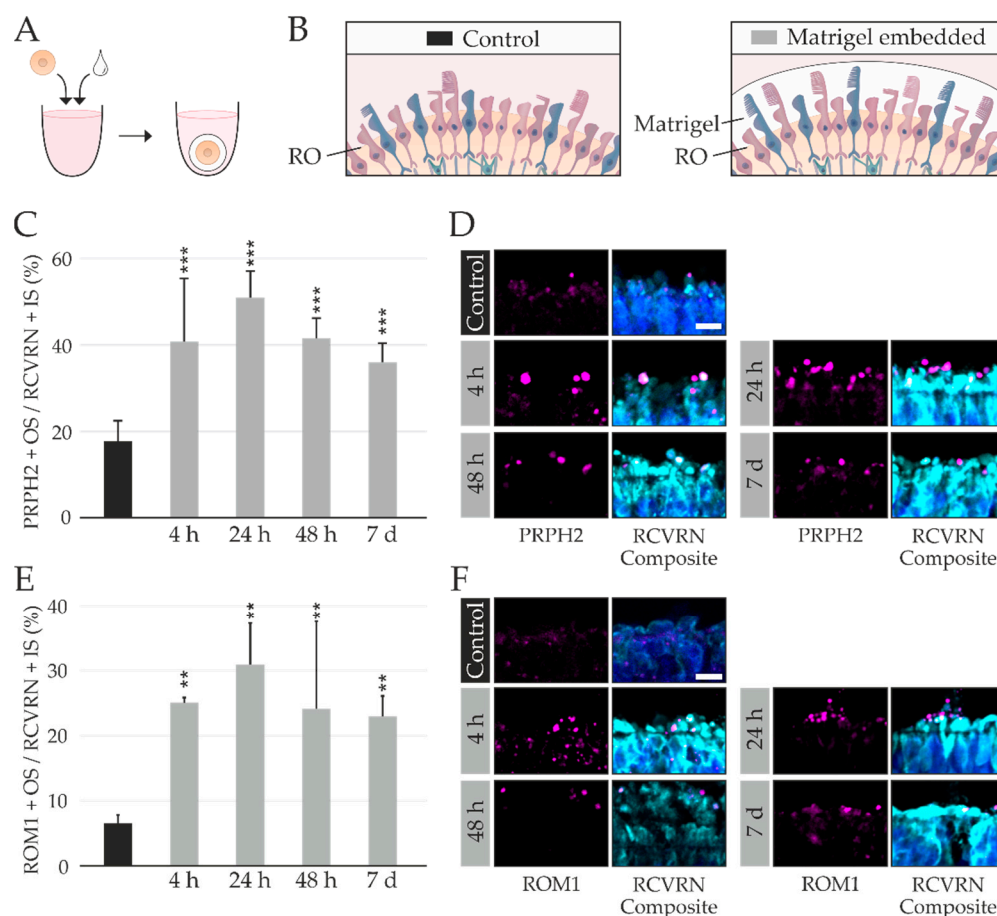 A
B
Control
Matrigel embedded
RO
Matrigel
RO
C
PRPH2 + OS / RCVRN + IS (%)
60
40
20
0
***
***
***
***
4 h
24 h
48 h
7 d
D
Control
4 h
24 h
48 h
7 d
PRPH2
RCVRN
Composite
PRPH2
RCVRN
Composite
E
ROM1 + OS / RCVRN + IS (%)
40
30
20
10
0
**
**
**
**
4 h
24 h
48 h
7 d
F
Control
4 h
24 h
48 h
7 d
ROM1
RCVRN
Composite
ROM1
RCVRN
Composite